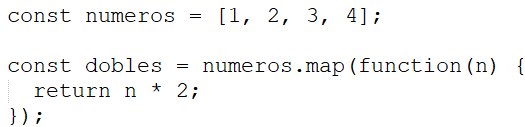 const numeros = [1, 2, 3, 4];
const dobles = numeros.map(function(n) {
  return n * 2;
});